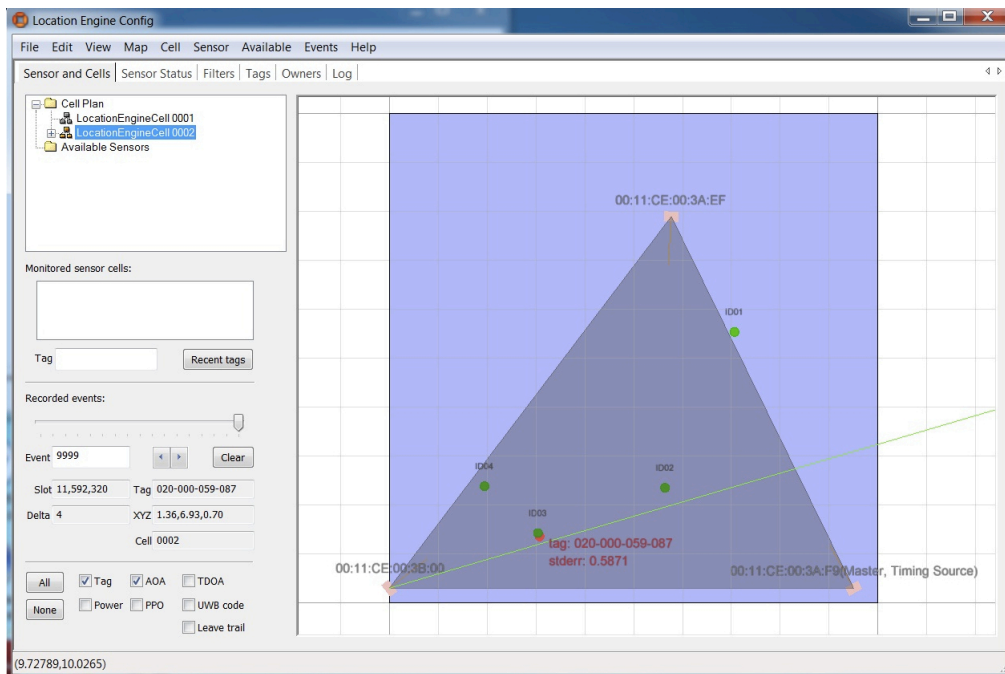 Location Engine Config
File Edit View Map Cell Sensor Available Events Help
Sensor and Cells Sensor Status Filters Tags Owners Log
Cell Plan
LocationEngineCell 0001
LocationEngineCell 0002
Available Sensors
Monitored sensor cells:
Tag
Recent tags
Recorded events:
Event 9999
Clear
Slot 11,592,320 Tag 020-000-059-087
Delta 4 XYZ 1.36,6.93,0.70
Cell 0002
All Tag AOA TDOA
None Power PPO UWB code
Leave trail
(9.72789,10.0265)
00:11:CE:00:3A:EF
ID01
ID04
ID02
ID03
tag: 020-000-059-087
stderr: 0.5871
00:11:CE:00:3B:00
00:11:CE:00:3A:F9(Master, Timing Source)